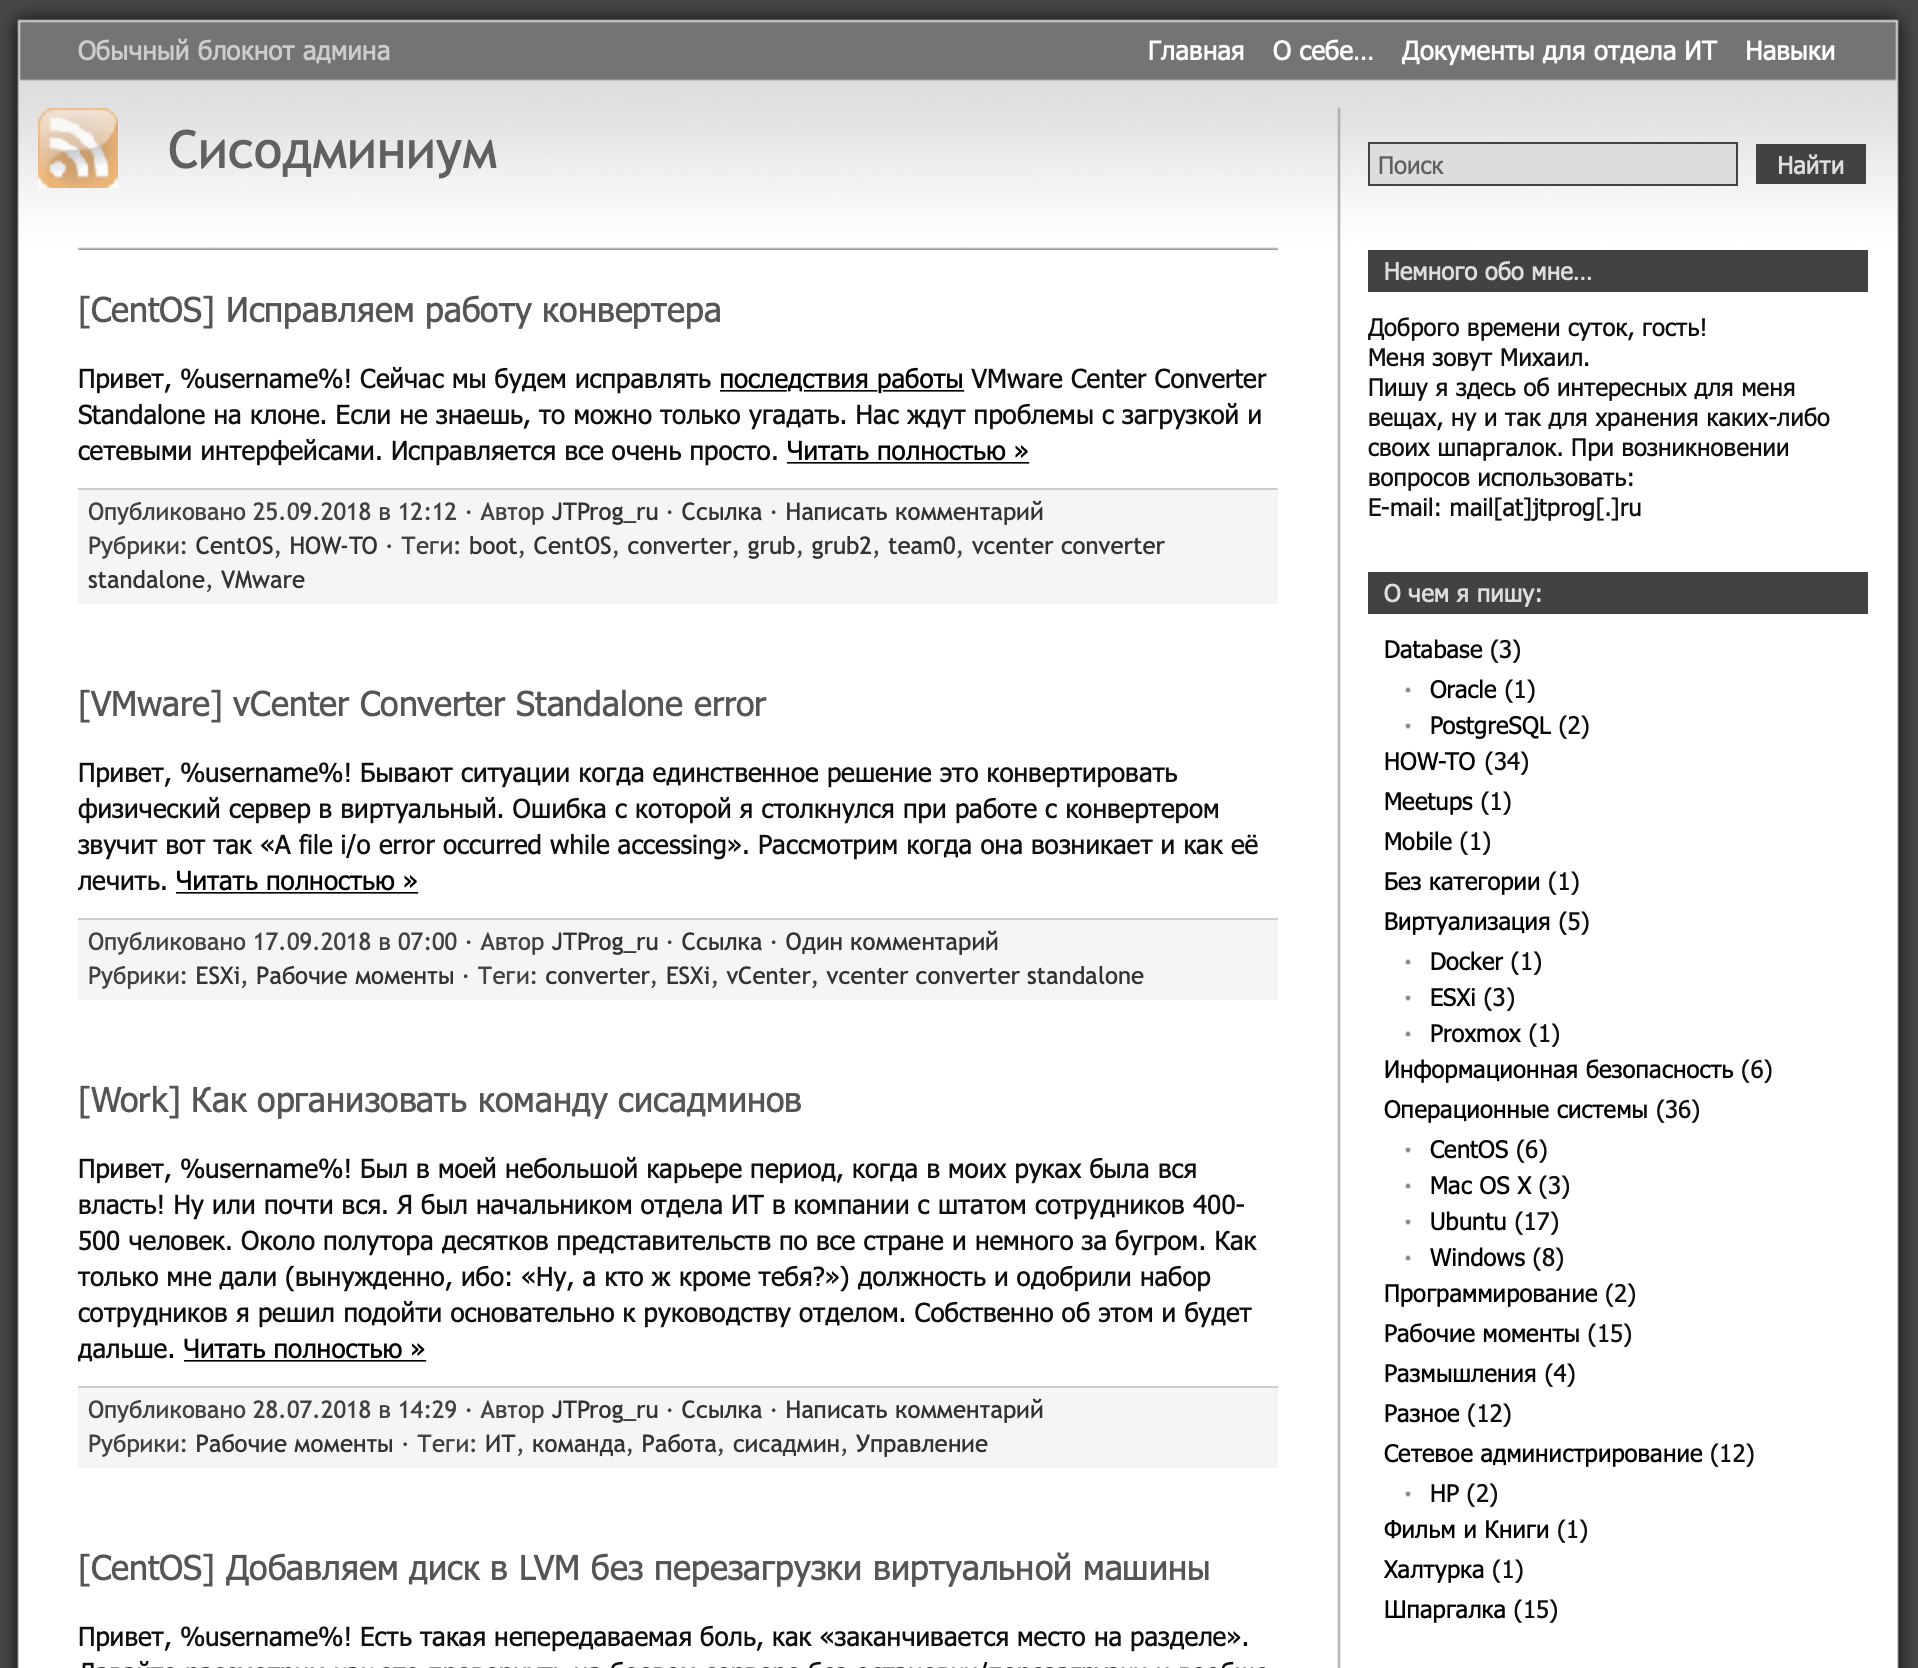 Обычный блокнот админа
Главная О себе... Документы для отдела ИТ Навыки
Сисодминиум
[CentOS] Исправляем работу конвертера
Привет, %username%! Сейчас мы будем исправлять последствия работы VMware Center Converter
Standalone на клоне. Если не знаешь, то можно только угадать. Нас ждут проблемы с загрузкой и
сетевыми интерфейсами. Исправляется все очень просто. Читать полностью »
Опубликовано 25.09.2018 в 12:12 · Автор JTProg_ru · Ссылка · Написать комментарий
Рубрики: CentOS, HOW-TO · Теги: boot, CentOS, converter, grub, grub2, team0, vcenter converter
standalone, VMware
[VMware] vCenter Converter Standalone error
Привет, %username%! Бывают ситуации когда единственное решение это конвертировать
физический сервер в виртуальный. Ошибка с которой я столкнулся при работе с конвертером
звучит вот так «A file i/o error occurred while accessing». Рассмотрим когда она возникает и как её
лечить. Читать полностью »
Опубликовано 17.09.2018 в 07:00 · Автор JTProg_ru · Ссылка · Один комментарий
Рубрики: ESXi, Рабочие моменты · Теги: converter, ESXi, vCenter, vcenter converter standalone
[Work] Как организовать команду сисадминов
Привет, %username%! Был в моей небольшой карьере период, когда в моих руках была вся
власть! Ну или почти вся. Я был начальником отдела ИТ в компании с штатом сотрудников 400-
500 человек. Около полутора десятков представительств по все стране и немного за бугром. Как
только мне дали (вынужденно, ибо: «Ну, а кто ж кроме тебя?») должность и одобрили набор
сотрудников я решил подойти основательно к руководству отделом. Собственно об этом и будет
дальше. Читать полностью »
Опубликовано 28.07.2018 в 14:29 · Автор JTProg_ru · Ссылка · Написать комментарий
Рубрики: Рабочие моменты · Теги: ИТ, команда, Работа, сисадмин, Управление
[CentOS] Добавляем диск в LVM без перезагрузки виртуальной машины
Привет, %username%! Есть такая непередаваемая боль, как «заканчивается место на разделе».
Поиск
Найти
Немного обо мне...
Доброго времени суток, гость!
Меня зовут Михаил.
Пишу я здесь об интересных для меня
вещах, ну и так для хранения каких-либо
своих шпаргалок. При возникновении
вопросов использовать:
E-mail: mail[at]jtprog[.]ru
О чем я пишу:
Database (3)
Oracle (1)
PostgreSQL (2)
HOW-TO (34)
Meetups (1)
Mobile (1)
Без категории (1)
Виртуализация (5)
Docker (1)
ESXi (3)
Proxmox (1)
Информационная безопасность (6)
Операционные системы (36)
CentOS (6)
Mac OS X (3)
Ubuntu (17)
Windows (8)
Программирование (2)
Рабочие моменты (15)
Размышления (4)
Разное (12)
Сетевое администрирование (12)
HP (2)
Фильм и Книги (1)
Халтурка (1)
Шпаргалка (15)